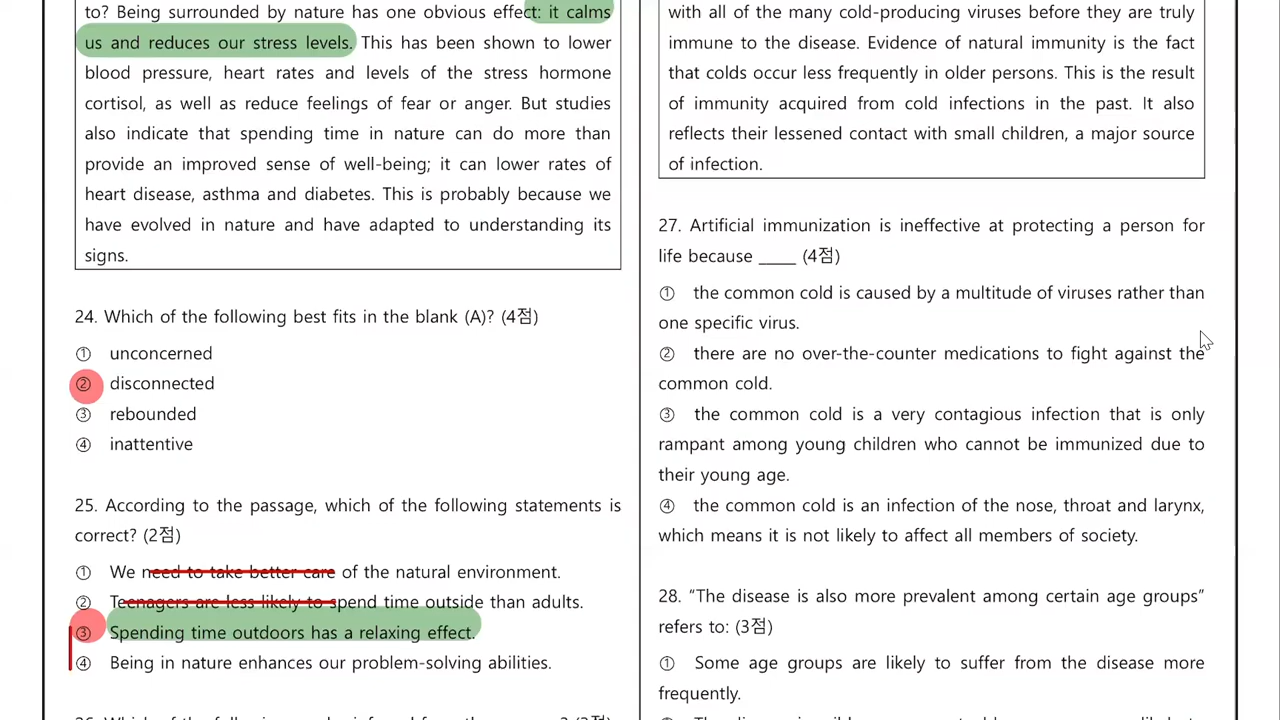 to? Being surrounded by nature has one obvious effect: it calms
us and reduces our stress levels. This has been shown to lower
blood pressure, heart rates and levels of the stress hormone
cortisol, as well as reduce feelings of fear or anger. But studies
also indicate that spending time in nature can do more than
provide an improved sense of well-being; it can lower rates of
heart disease, asthma and diabetes. This is probably because we
have evolved in nature and have adapted to understanding its
signs.
24. Which of the following best fits in the blank (A)? (4점)
① unconcerned
② disconnected
③ rebounded
④ inattentive
25. According to the passage, which of the following statements is
correct? (2점)
① We need to take better care of the natural environment.
② Teenagers are less likely to spend time outside than adults.
③ Spending time outdoors has a relaxing effect.
④ Being in nature enhances our problem-solving abilities.
with all of the many cold-producing viruses before they are truly
immune to the disease. Evidence of natural immunity is the fact
that colds occur less frequently in older persons. This is the result
of immunity acquired from cold infections in the past. It also
reflects their lessened contact with small children, a major source
of infection.
27. Artificial immunization is ineffective at protecting a person for
life because ____ (4점)
① the common cold is caused by a multitude of viruses rather than
one specific virus.
② there are no over-the-counter medications to fight against the
common cold.
③ the common cold is a very contagious infection that is only
rampant among young children who cannot be immunized due to
their young age.
④ the common cold is an infection of the nose, throat and larynx,
which means it is not likely to affect all members of society.
28. “The disease is also more prevalent among certain age groups”
refers to: (3점)
① Some age groups are likely to suffer from the disease more
frequently.